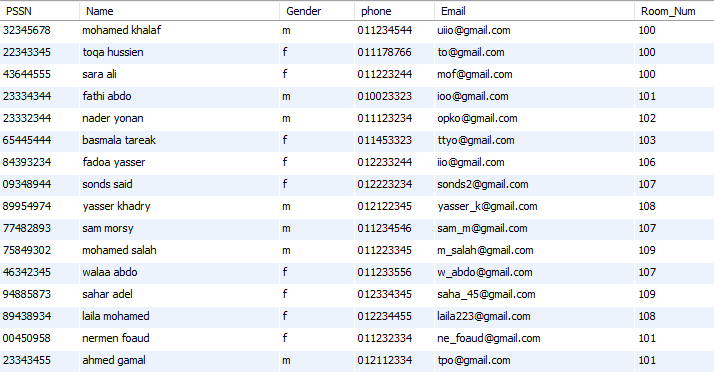 PSSN Name Gender phone Email Room_Num
32345678 mohamed khalaf m 011234544 uiio@gmail.com 100
22343345 toqa hussien f 011178766 to@gmail.com 100
43644555 sara ali f 011223244 mof@gmail.com 100
23334344 fathi abdo m 010023323 ioo@gmail.com 101
23332344 nader yonan m 011123234 opko@gmail.com 102
65445444 basmala tareak f 011453323 ttyo@gmail.com 103
84393234 fadoa yasser f 012233244 iio@gmail.com 106
09348944 sonds said f 012223234 sonds2@gmail.com 107
89954974 yasser khadry m 012122345 yasser_k@gmail.com 108
77482893 sam morsy m 011234546 sam_m@gmail.com 107
75849302 mohamed salah m 011223345 m_salah@gmail.com 109
46342345 walaa abdo f 011233556 w_abdo@gmail.com 107
94885873 sahar adel f 012334345 saha_45@gmail.com 109
89438934 laila mohamed f 012234455 laila223@gmail.com 108
00450958 nermen foaud f 011232334 ne_foaud@gmail.com 101
23343455 ahmed gamal m 012112334 tpo@gmail.com 101